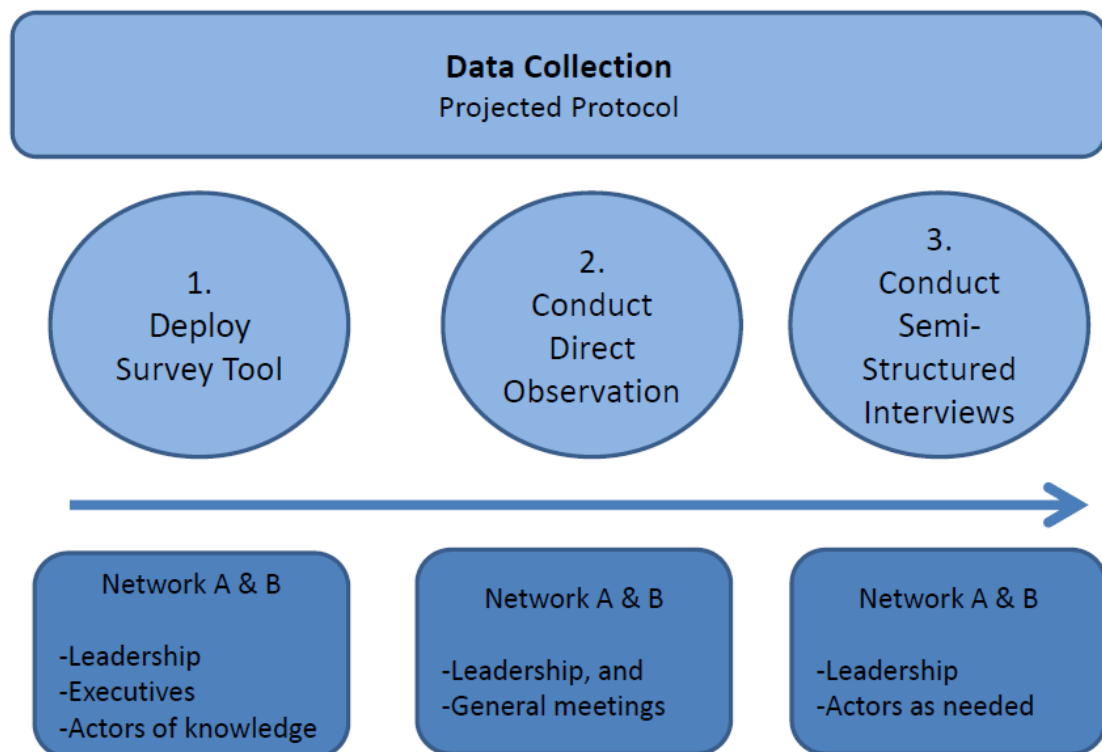 Data Collection
Projected Protocol
1.
Deploy
Survey Tool
2.
Conduct
Direct
Observation
3.
Conduct
Semi-
Structured
Interviews
Network A & B
-Leadership
-Executives
-Actors of knowledge
Network A & B
-Leadership, and
-General meetings
Network A & B
-Leadership
-Actors as needed